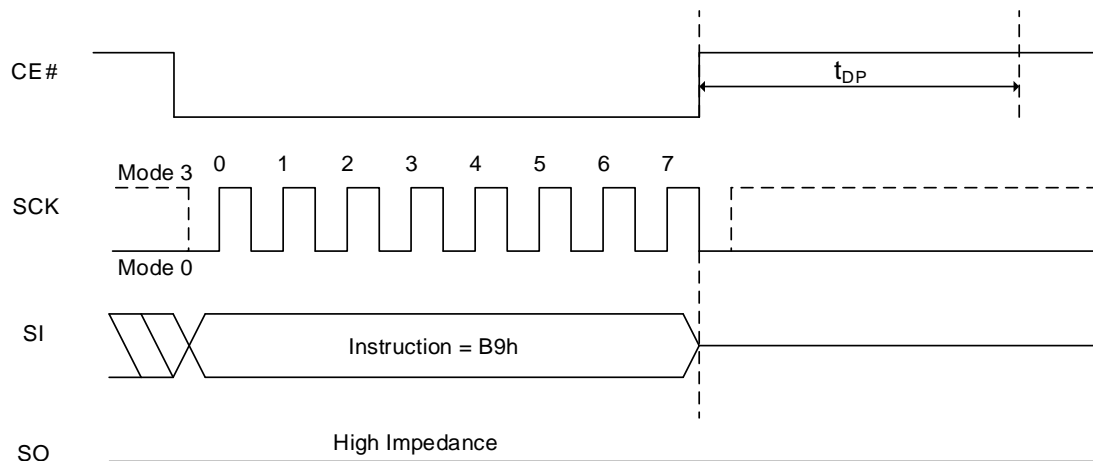 CE#
tDP
Mode 3
0 1 2 3 4 5 6 7
SCK
Mode 0
SI
Instruction = B9h
High Impedance
SO